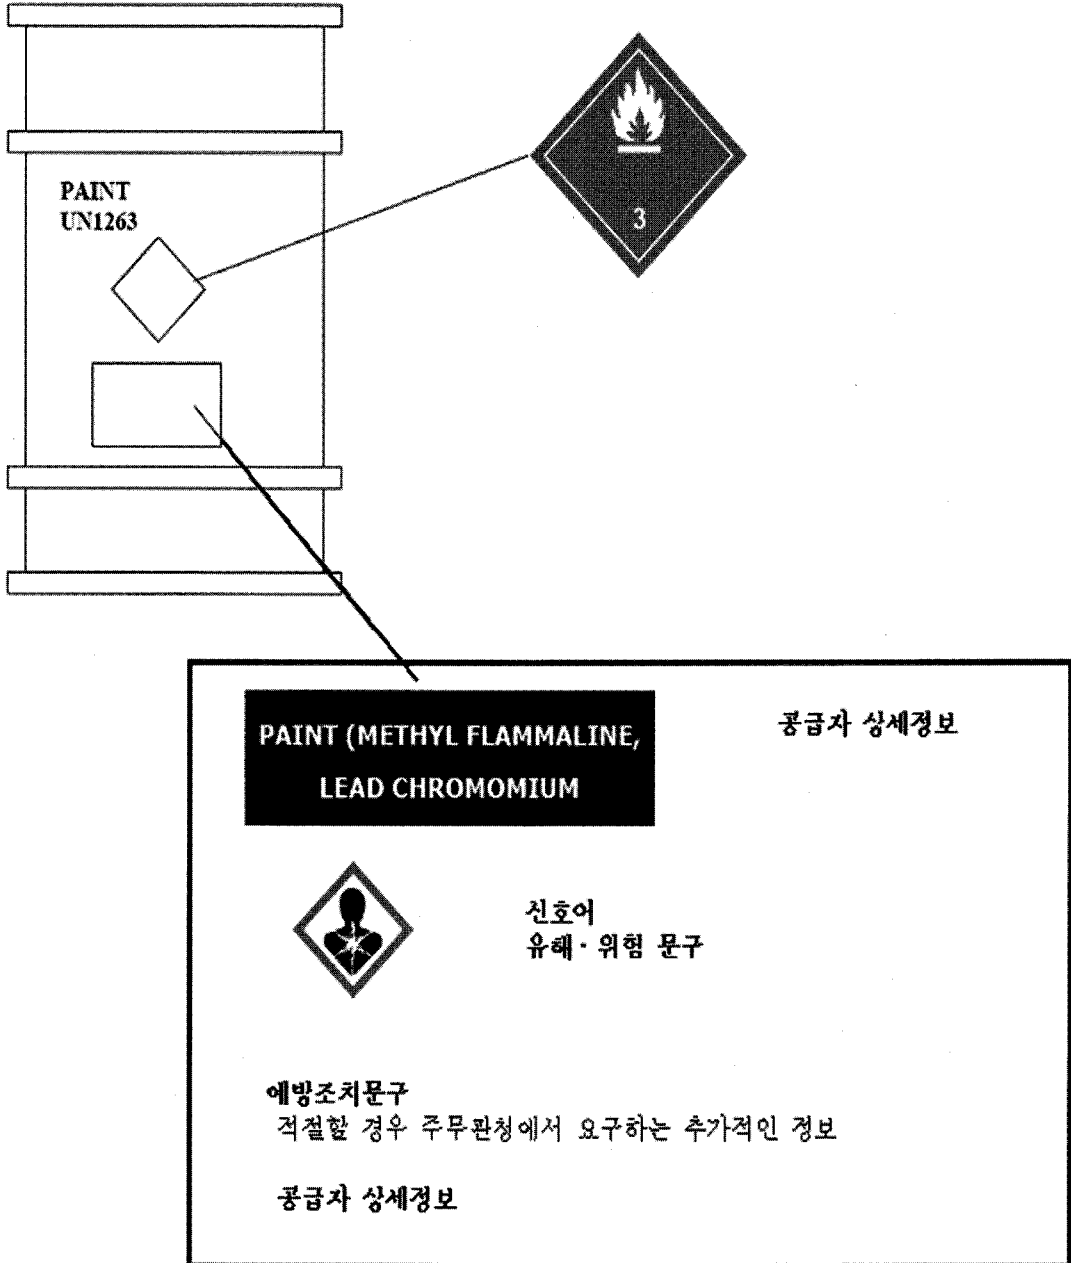 PAINT
UN1263
3
PAINT (METHYL FLAMMALINE,
LEAD CHROMOMIUM
공급자 상세정보
신호어
유해·위험 문구
예방조치문구
적절할 경우 주무관청에서 요구하는 추가적인 정보
공급자 상세정보